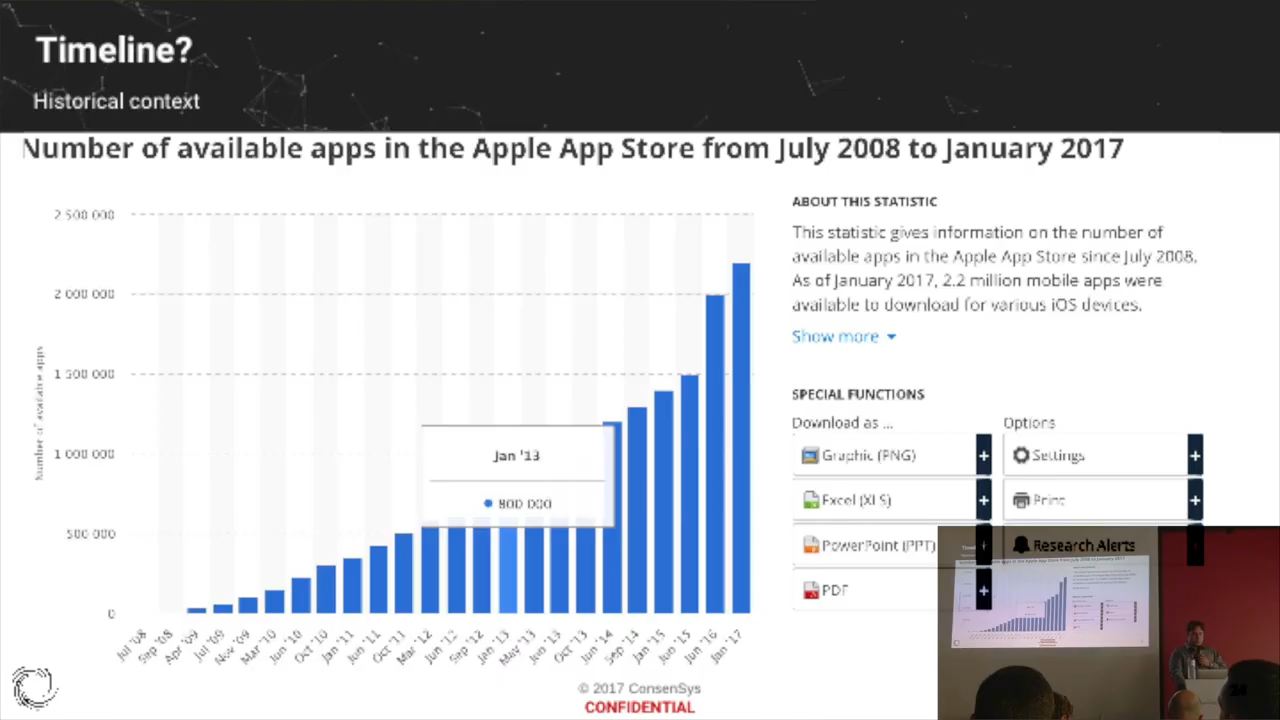 Timeline?
Historical context
Number of available apps in the Apple App Store from July 2008 to January 2017
ABOUT THIS STATISTIC
This statistic gives information on the number of
available apps in the Apple App Store since July 2008.
As of January 2017, 2.2 million mobile apps were
available to download for various iOS devices.
Show more
SPECIAL FUNCTIONS
Download as ...
Options
Graphic (PNG) +
Settings +
Excel (XLS) +
Print +
PowerPoint (PPT) +
Research Alerts
PDF +
Number of available apps
2 500 000
2 000 000
1 500 000
1 000 000
500 000
0
Jan '13
800 000
Jul '08
Sep '08
Apr '09
Jul '09
Nov '09
Mar '10
Jun '10
Oct '10
Jan '11
Jun '11
Oct '11
Mar '12
Jun '12
Sep '12
Jan '13
May '13
Jun '13
Oct '13
Jun '14
Sep '14
Jan '15
Jun '15
Jun '16
Jan '17
© 2017 ConsenSys
CONFIDENTIAL